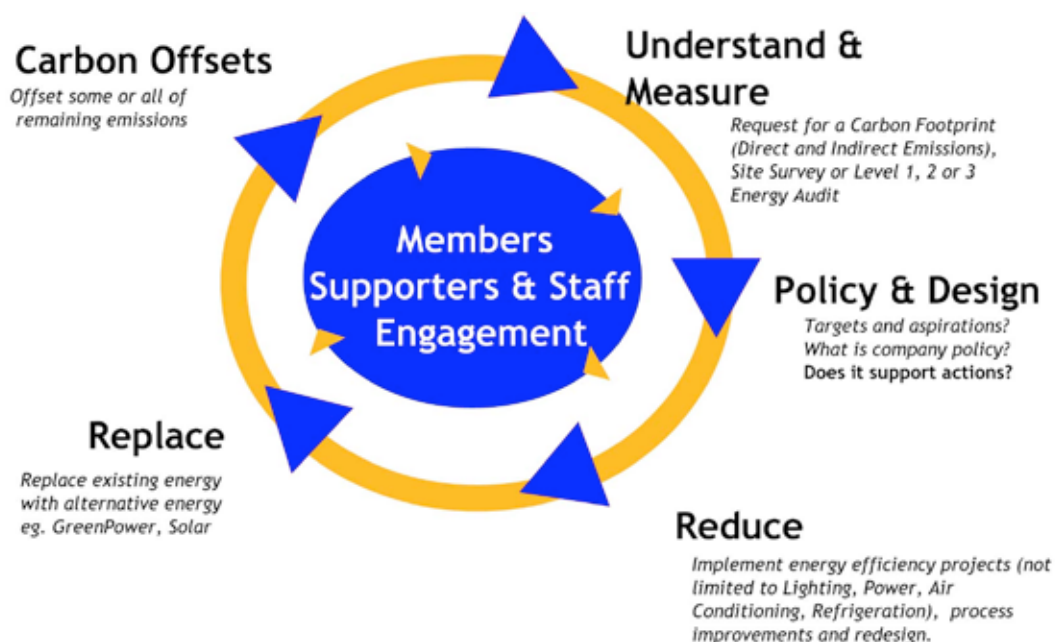 Carbon Offsets
Offset some or all of
remaining emissions
Understand &
Measure
Request for a Carbon Footprint
(Direct and Indirect Emissions),
Site Survey or Level 1, 2 or 3
Energy Audit
Members
Supporters & Staff
Engagement
Policy & Design
Targets and aspirations?
What is company policy?
Does it support actions?
Replace
Replace existing energy
with alternative energy
eg. GreenPower, Solar
Reduce
Implement energy efficiency projects (not
limited to Lighting, Power, Air
Conditioning, Refrigeration), process
improvements and redesign.